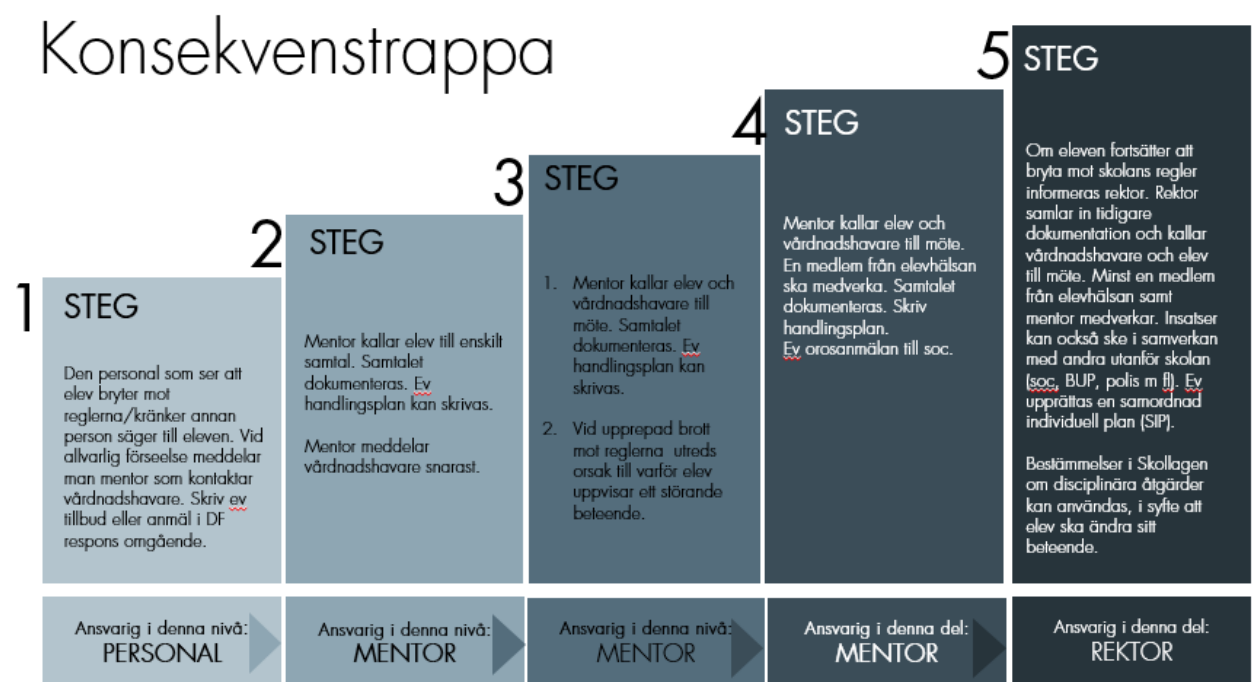 Konsekvenstrappa
1
STEG
Den personal som ser att
elev bryter mot
reglerna/kränker annan
person säger till eleven. Vid
allvarlig förseelse meddelar
man mentor som kontaktar
vårdnadshavare. Skriv ev
tillbud eller anmäl i DF
respons omgående.
Ansvarig i denna nivå:
PERSONAL
2
STEG
Mentor kallar elev till enskilt
samtal. Samtalet
dokumenteras. Ev
handlingsplan kan skrivas.
Mentor meddelar
vårdnadshavare snarast.
Ansvarig i denna nivå:
MENTOR
3
STEG
1. Mentor kallar elev och
vårdnadshavare till
möte. Samtalet
dokumenteras. Ev
handlingsplan kan
skrivas.
2. Vid upprepad brott
mot reglerna utreds
orsak till varför elev
uppvisar ett störande
beteende.
Ansvarig i denna nivå:
MENTOR
4
STEG
Mentor kallar elev och
vårdnadshavare till möte.
En medlem från elevhälsan
ska medverka. Samtalet
dokumenteras. Skriv
handlingsplan.
Ev orosanmälan till soc.
Ansvarig i denna del:
MENTOR
5
STEG
Om eleven fortsätter att
bryta mot skolans regler
informeras rektor. Rektor
samlar in tidigare
dokumentation och kallar
vårdnadshavare och elev
till möte. Minst en medlem
från elevhälsan samt
mentor medverkar. Insatser
kan också ske i samverkan
med andra utanför skolan
(soc, BUP, polis m fl). Ev
upprättas en samordnad
individuell plan (SIP).
Bestämmelser i Skollagen
om disciplinära åtgärder
kan användas, i syfte att
elev ska ändra sitt
beteende.
Ansvarig i denna del:
REKTOR